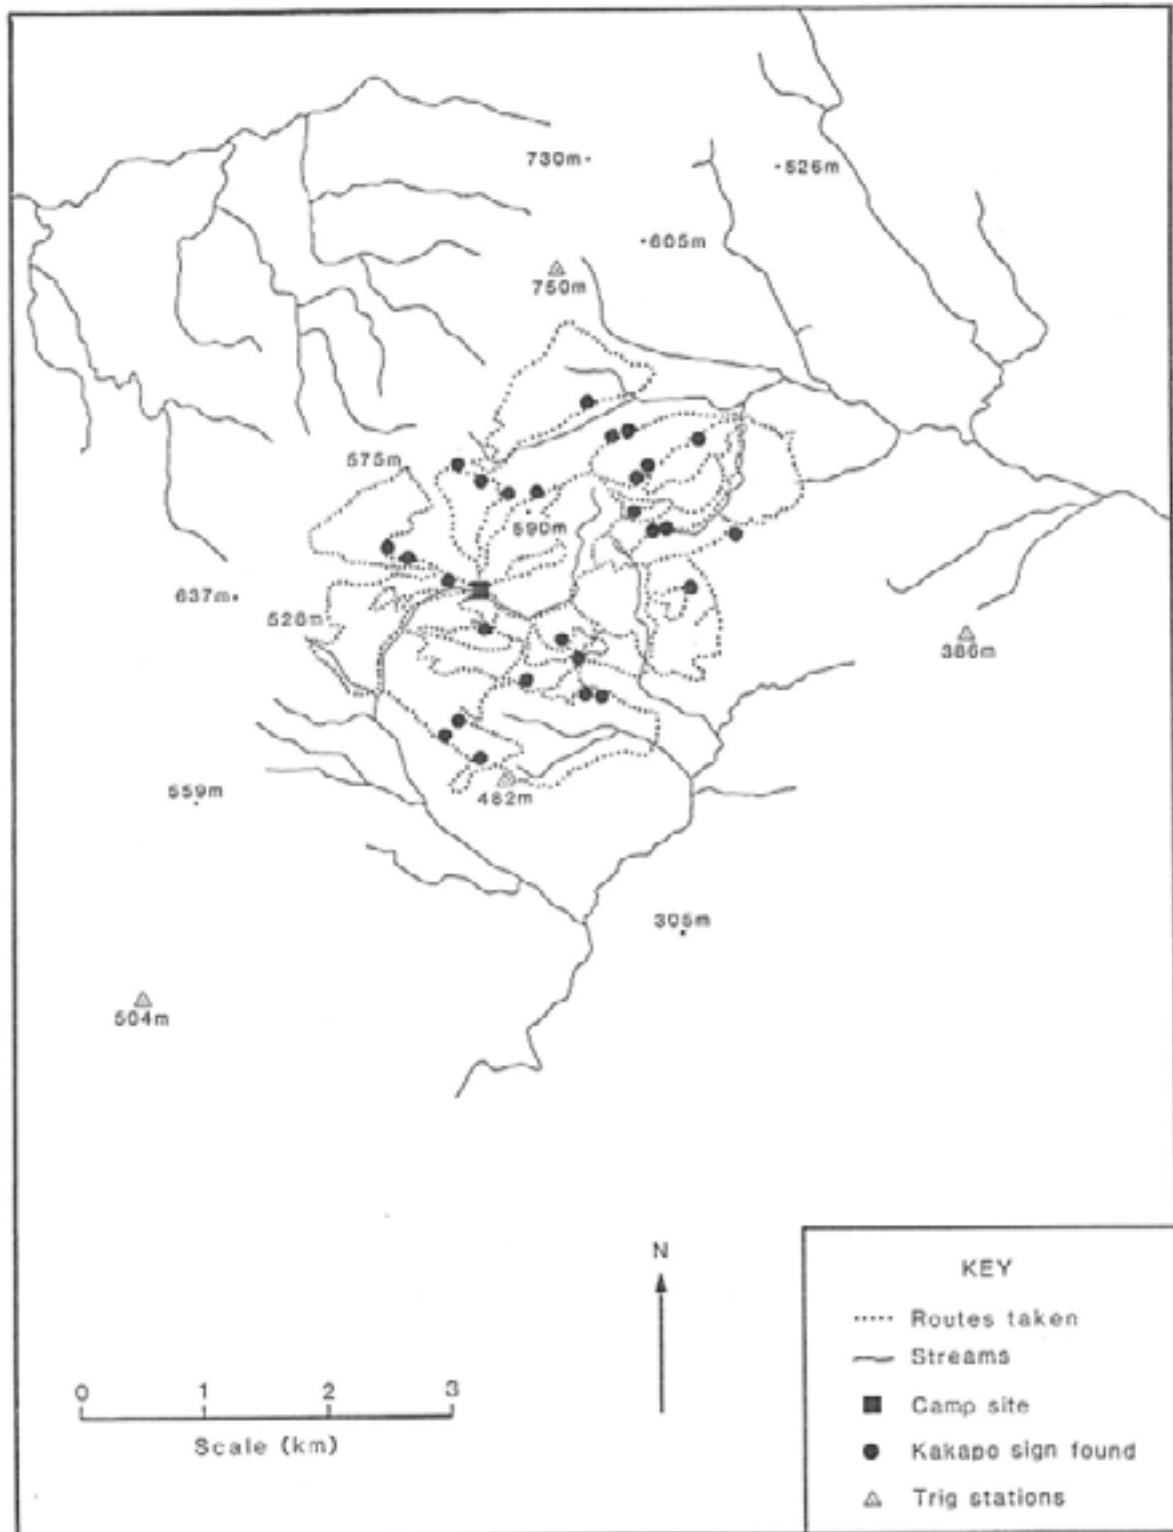 730m
526m
605m
750m
575m
590m
637m
528m
386m
482m
559m
305m
504m
N
KEY
Routes taken
Streams
Camp site
Kakapo sign found
Trig stations
0 1 2 3
Scale (km)